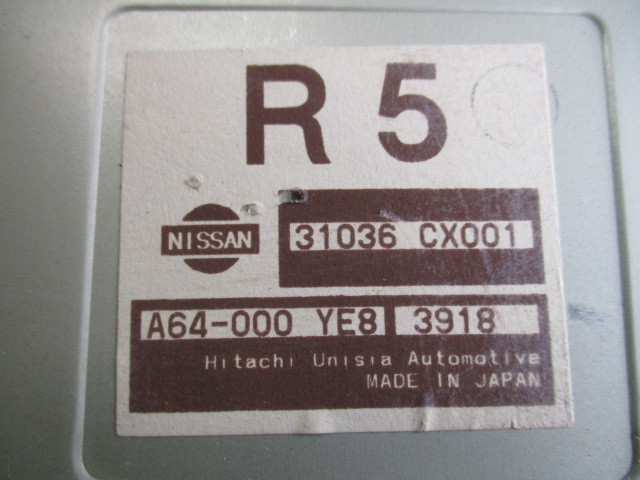 R 5
NISSAN
31036 CX001
A64-000 YE8 3918
Hitachi Unisia Automotive
MADE IN JAPAN